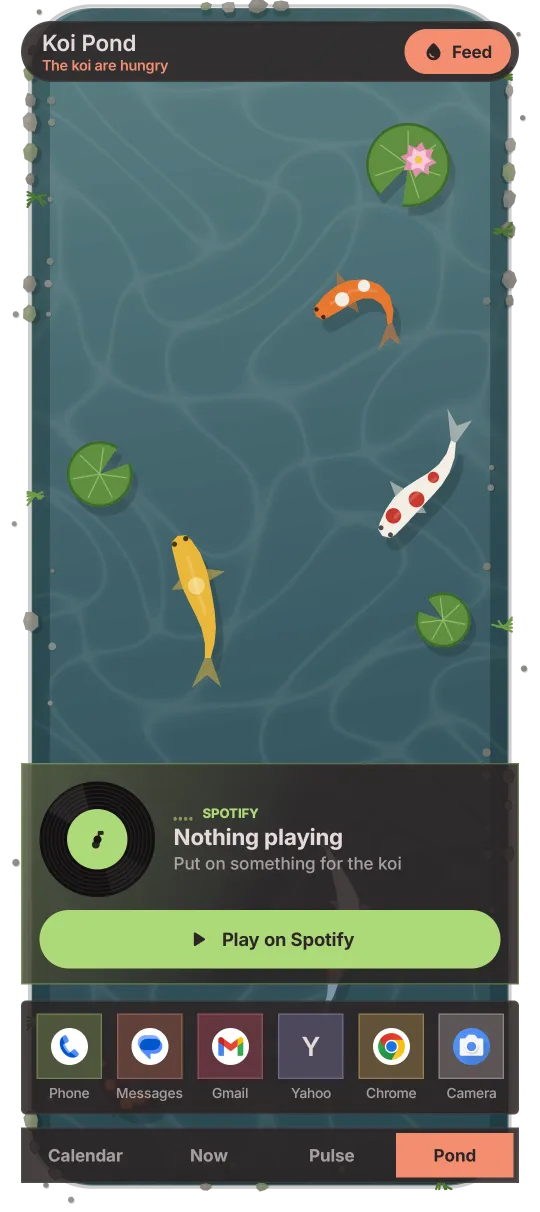 Koi Pond
The koi are hungry
Feed
SPOTIFY
Nothing playing
Put on something for the koi
Play on Spotify
Y
Phone Messages Gmail Yahoo Chrome Camera
Calendar Now Pulse Pond